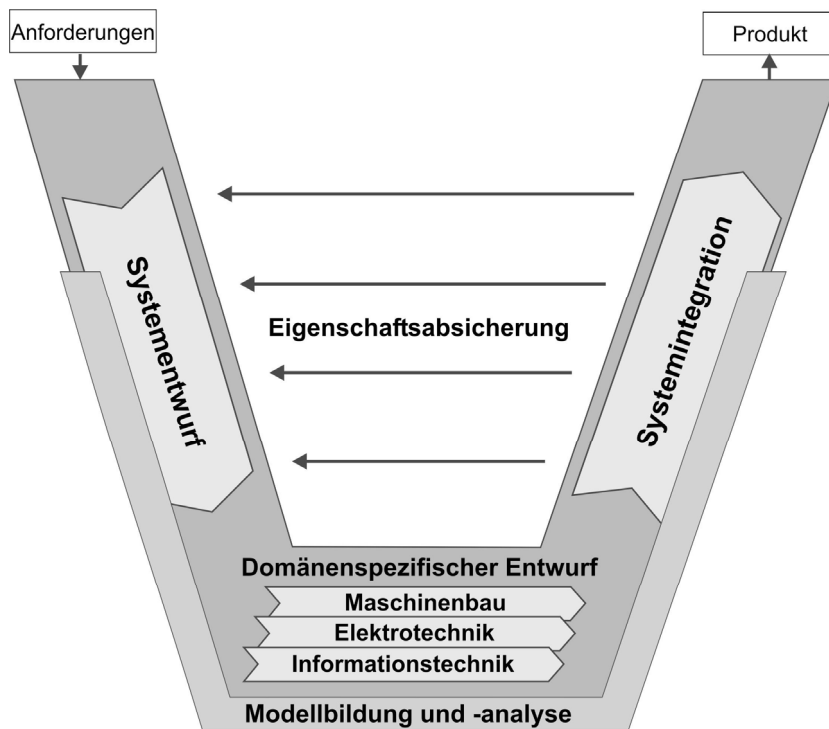 Anforderungen
Produkt
Systementwurf
Eigenschaftsabsicherung
Systemintegration
Domänenspezifischer Entwurf
Maschinenbau
Elektrotechnik
Informationstechnik
Modellbildung und -analyse